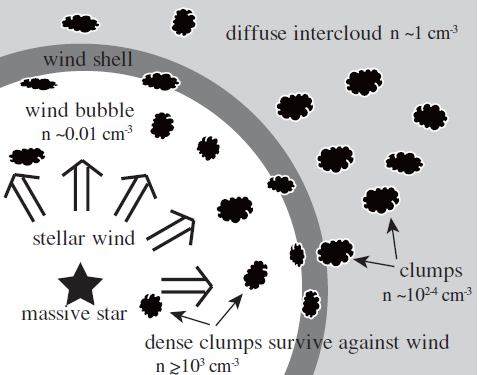 diffuse intercloud n ~1 cm⁻³
wind shell
wind bubble
n ~0.01 cm⁻³
stellar wind
massive star
clumps
n ~10²⁻⁴ cm⁻³
dense clumps survive against wind
n ≳10³ cm⁻³